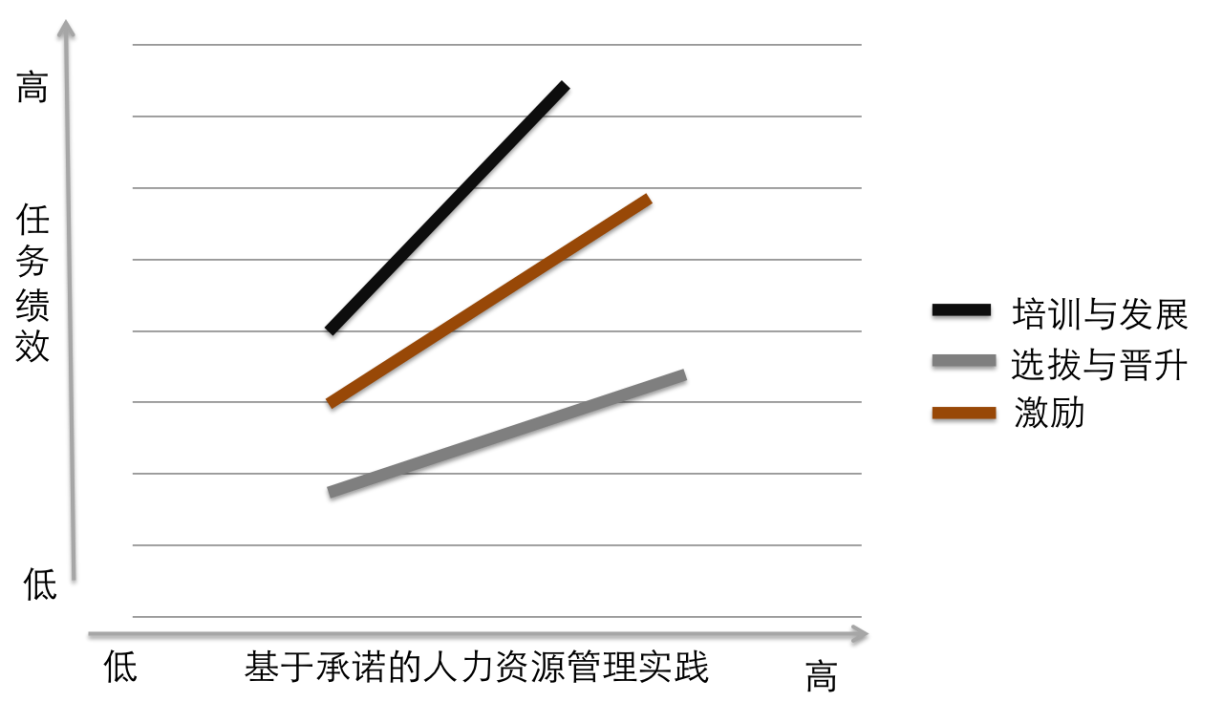 高
任务绩效
低
低
基于承诺的人力资源管理实践
高
培训与发展
选拔与晋升
激励